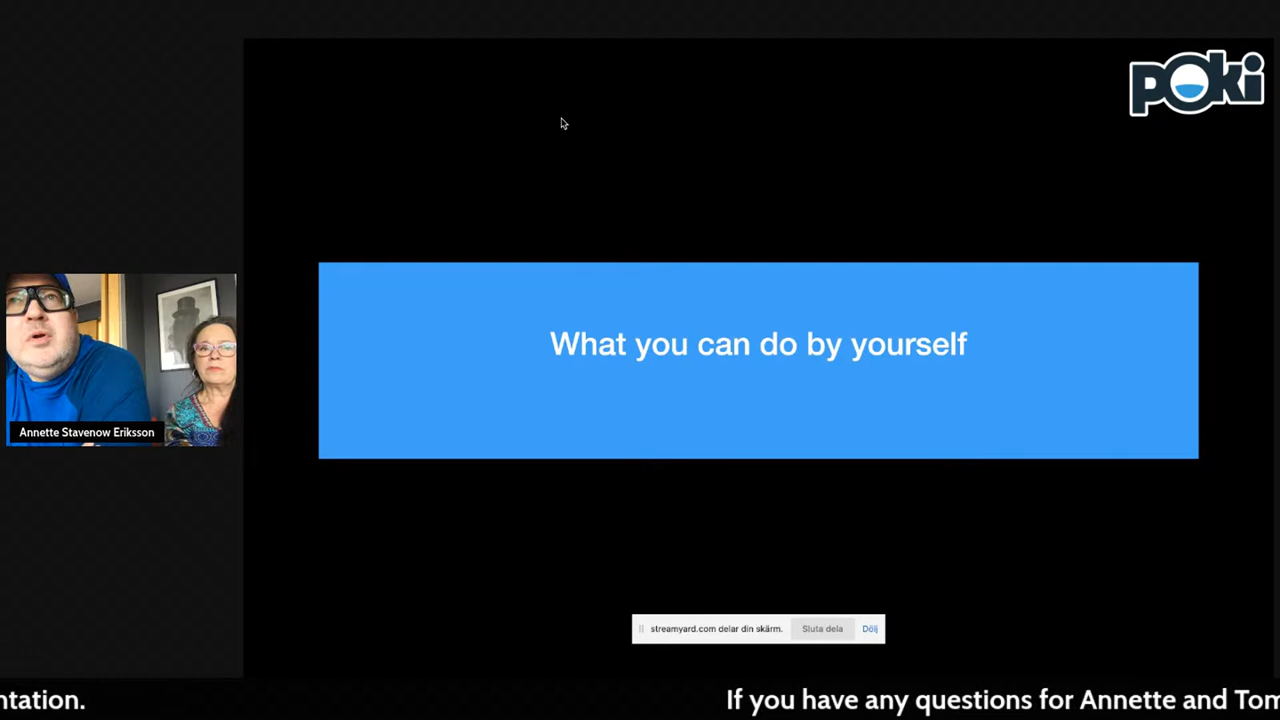 poki
What you can do by yourself
Annette Stavenow Eriksson
streamyard.com delar din skärm.
Sluta dela
Dölj
ntation.
If you have any questions for Annette and Tom